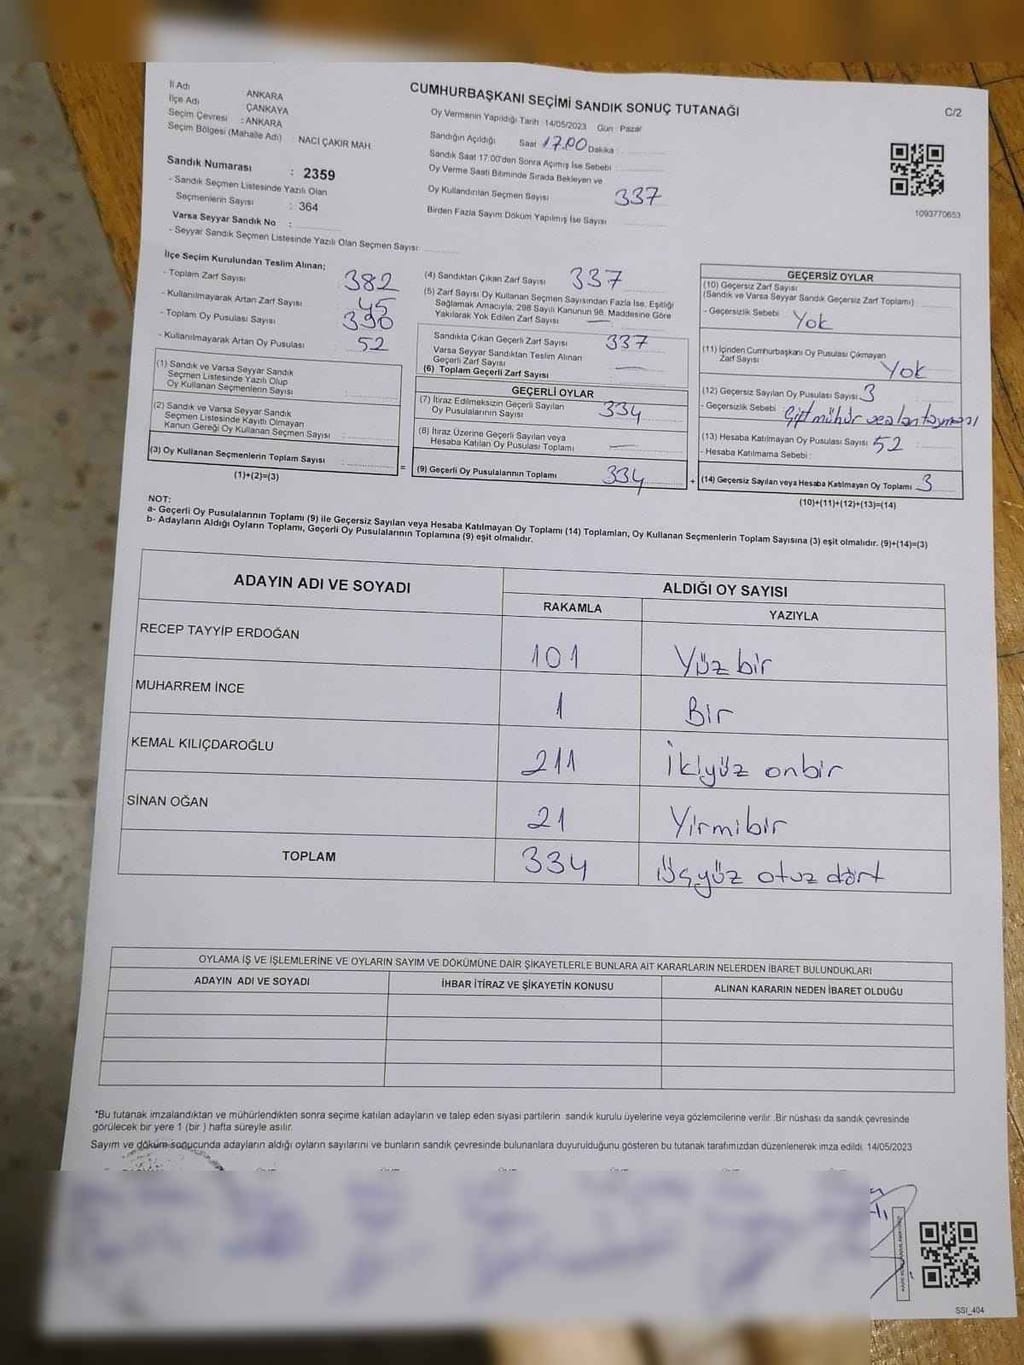 CUMHURBAŞKANI SEÇİMİ SANDIK SONUÇ TUTANAĞI
C/2
İl Adı ANKARA
İlçe Adı ÇANKAYA
Seçim Çevresi : ANKARA
Seçim Bölgesi (Mahalle Adı) NACİ ÇAKIR MAH.
Sandık Numarası : 2359
- Sandık Seçmen Listesinde Yazılı Olan
Seçmenlerin Sayısı : 364
Varsa Seyyar Sandık No :
- Seyyar Sandık Seçmen Listesinde Yazılı Olan Seçmen Sayısı:
Oy Vermenin Yapıldığı Tarih : 14/05/2023 Gün : Pazar
Sandığın Açıldığı Saat 17.00 Dakika :
Sandık Saat 17:00'den Sonra Açımış İse Sebebi :
Oy Verme Saati Bitiminde Sırada Bekleyen ve
Oy Kullandırılan Seçmen Sayısı 337
Birden Fazla Sayım Döküm Yapılmış İse Sayısı
1093770653
İlçe Seçim Kurulundan Teslim Alınan;
- Toplam Zarf Sayısı 382
- Kullanılmayarak Artan Zarf Sayısı 45
- Toplam Oy Pusulası Sayısı 390
- Kullanılmayarak Artan Oy Pusulası 52
(1) Sandık ve Varsa Seyyar Sandık
Seçmen Listesinde Yazılı Olup
Oy Kullanan Seçmenlerin Sayısı :
(2) Sandık ve Varsa Seyyar Sandık
Seçmen Listesinde Kayıtlı Olmayan
Kanun Gereği Oy Kullanan Seçmen Sayısı :
(3) Oy Kullanan Seçmenlerin Toplam Sayısı :
(1)+(2)=(3)
=
(4) Sandıktan Çıkan Zarf Sayısı 337
(5) Zarf Sayısı Oy Kullanan Seçmen Sayısından Fazla İse, Eşitliği
Sağlamak Amacıyla, 298 Sayılı Kanunun 98. Maddesine Göre
Yakılarak Yok Edilen Zarf Sayısı : —
Sandıkta Çıkan Geçerli Zarf Sayısı 337
Varsa Seyyar Sandıktan Teslim Alınan
Geçerli Zarf Sayısı —
(6) Toplam Geçerli Zarf Sayısı
GEÇERLİ OYLAR
(7) İtiraz Edilmeksizin Geçerli Sayılan
Oy Pusulalarının Sayısı 334
(8) İtiraz Üzerine Geçerli Sayılan veya
Hesaba Katılan Oy Pusulası Toplamı —
(9) Geçerli Oy Pusulalarının Toplamı 334
+
GEÇERSİZ OYLAR
(10) Geçersiz Zarf Sayısı
(Sandık ve Varsa Seyyar Sandık Geçersiz Zarf Toplamı)
- Geçersizlik Sebebi : Yok
(11) İçinden Cumhurbaşkanı Oy Pusulası Çıkmayan
Zarf Sayısı Yok
(12) Geçersiz Sayılan Oy Pusulası Sayısı 3
- Geçersizlik Sebebi Çift mühür
(13) Hesaba Katılmayan Oy Pusulası Sayısı 52
- Hesaba Katılmama Sebebi :
(14) Geçersiz Sayılan veya Hesaba Katılmayan Oy Toplamı 3
(10)+(11)+(12)+(13)=(14)
NOT:
a- Geçerli Oy Pusulalarının Toplamı (9) ile Geçersiz Sayılan veya Hesaba Katılmayan Oy Toplamı (14) Toplamları, Oy Kullanan Seçmenlerin Toplam Sayısına (3) eşit olmalıdır. (9)+(14)=(3)
b- Adayların Aldığı Oyların Toplamı, Geçerli Oy Pusulalarının Toplamına (9) eşit olmalıdır.
ADAYIN ADI VE SOYADI
ALDIĞI OY SAYISI
RAKAMLA YAZIYLA
RECEP TAYYİP ERDOĞAN 101 Yüz bir
MUHARREM İNCE 1 Bir
KEMAL KILIÇDAROĞLU 211 İkiyüz onbir
SİNAN OĞAN 21 Yirmibir
TOPLAM 334 Üçyüz otuz dört
OYLAMA İŞ VE İŞLEMLERİNE VE OYLARIN SAYIM VE DÖKÜMÜNE DAİR ŞİKAYETLERLE BUNLARA AİT KARARLARIN NELERDEN İBARET BULUNDUKLARI
ADAYIN ADI VE SOYADI İHBAR İTİRAZ VE ŞİKAYETİN KONUSU ALINAN KARARIN NEDEN İBARET OLDUĞU
*Bu tutanak imzalandıktan ve mühürlendikten sonra seçime katılan adayların ve talep eden siyasi partilerin sandık kurulu üyelerine veya gözlemcilerine verilir .Bir nüshası da sandık çevresinde
görülecek bir yere 1 (bir ) hafta süreyle asılır.
Sayım ve döküm sonucunda adayların aldığı oyların sayılarını ve bunların sandık çevresinde bulunanlara duyurulduğunu gösteren bu tutanak tarafımızdan düzenlenerek imza edildi. 14/05/2023
SSI_404